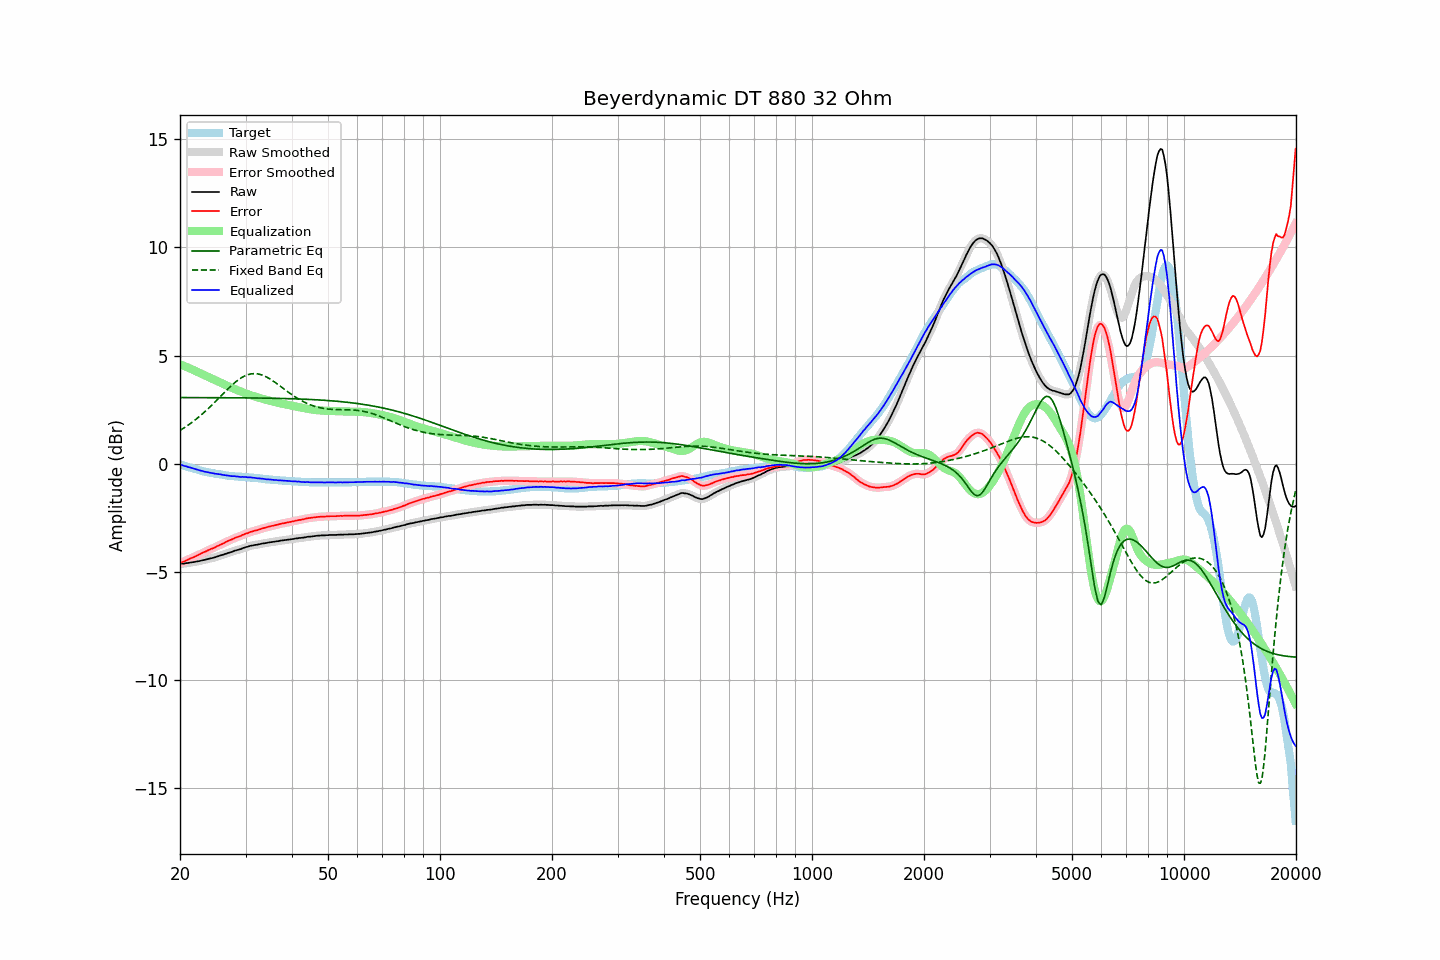 Beyerdynamic DT 880 32 Ohm
Target
Raw Smoothed
Error Smoothed
Raw
Error
Equalization
Parametric Eq
Fixed Band Eq
Equalized
Amplitude (dBr)
15
10
5
0
−5
−10
−15
20 50 100 200 500 1000 2000 5000 10000 20000
Frequency (Hz)